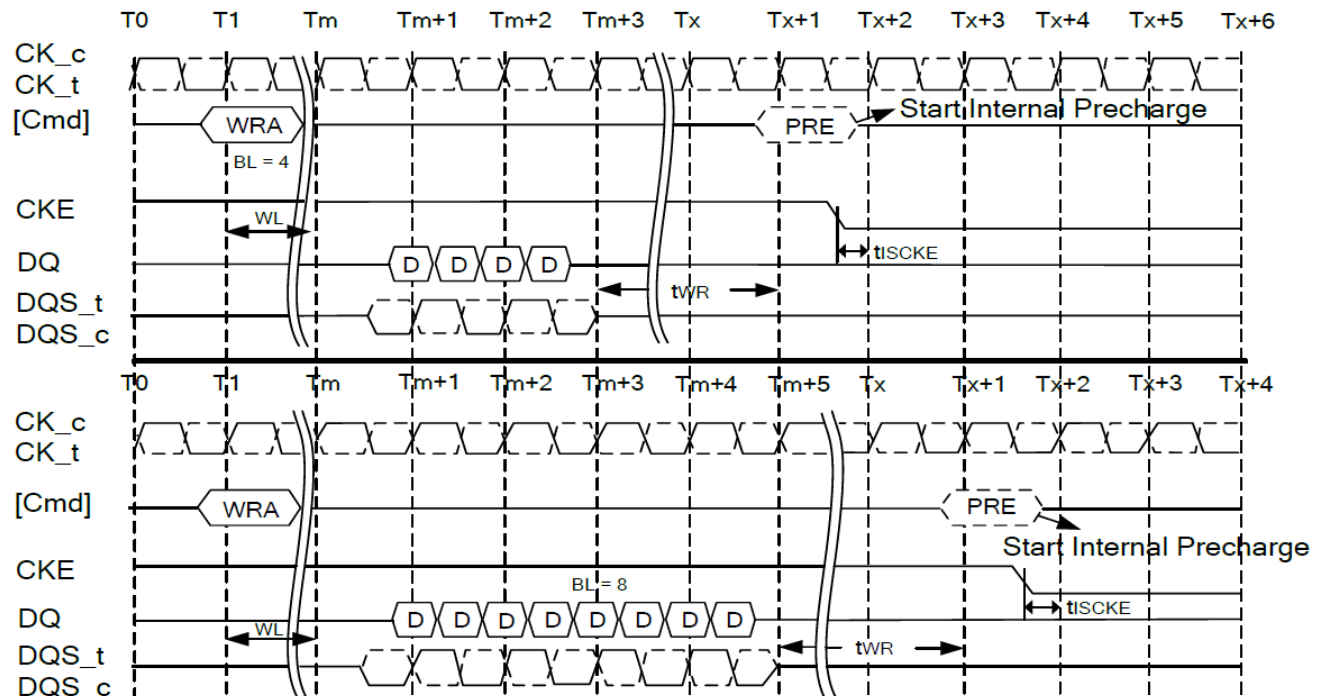 T0 T1 Tm Tm+1 Tm+2 Tm+3 Tx Tx+1 Tx+2 Tx+3 Tx+4 Tx+5 Tx+6
CK_c
CK_t
[Cmd] WRA PRE Start Internal Precharge
BL = 4
CKE
WL
tISCKE
DQ D D D D
tWR
DQS_t
DQS_c
T0 T1 Tm Tm+1 Tm+2 Tm+3 Tm+4 Tm+5 Tx Tx+1 Tx+2 Tx+3 Tx+4
CK_c
CK_t
[Cmd] WRA PRE
Start Internal Precharge
CKE
BL = 8
tISCKE
DQ D D D D D D D D
WL
tWR
DQS_t
DQS_c